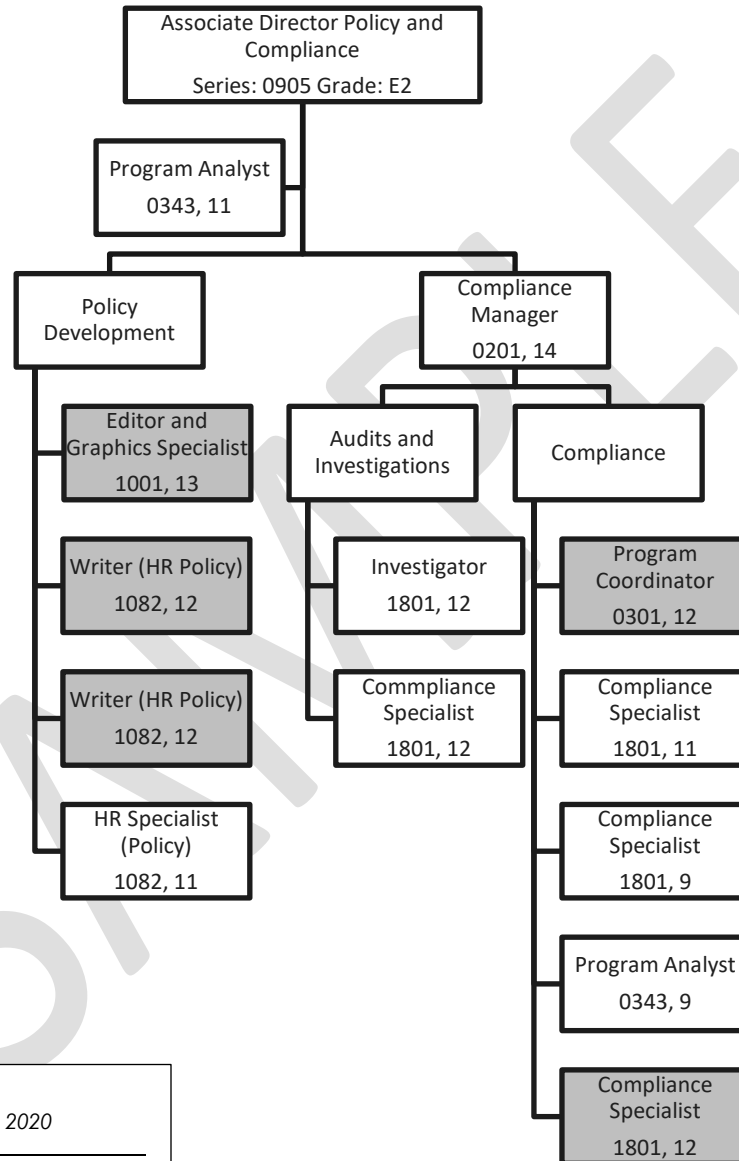 Associate Director Policy and
Compliance
Series: 0905 Grade: E2
Program Analyst
0343, 11
Policy
Development
Compliance
Manager
0201, 14
Editor and
Graphics Specialist
1001, 13
Writer (HR Policy)
1082, 12
Writer (HR Policy)
1082, 12
HR Specialist
(Policy)
1082, 11
Audits and
Investigations
Investigator
1801, 12
Commpliance
Specialist
1801, 12
Compliance
Program
Coordinator
0301, 12
Compliance
Specialist
1801, 11
Compliance
Specialist
1801, 9
Program Analyst
0343, 9
Compliance
Specialist
1801, 12
2020
SAMPLE